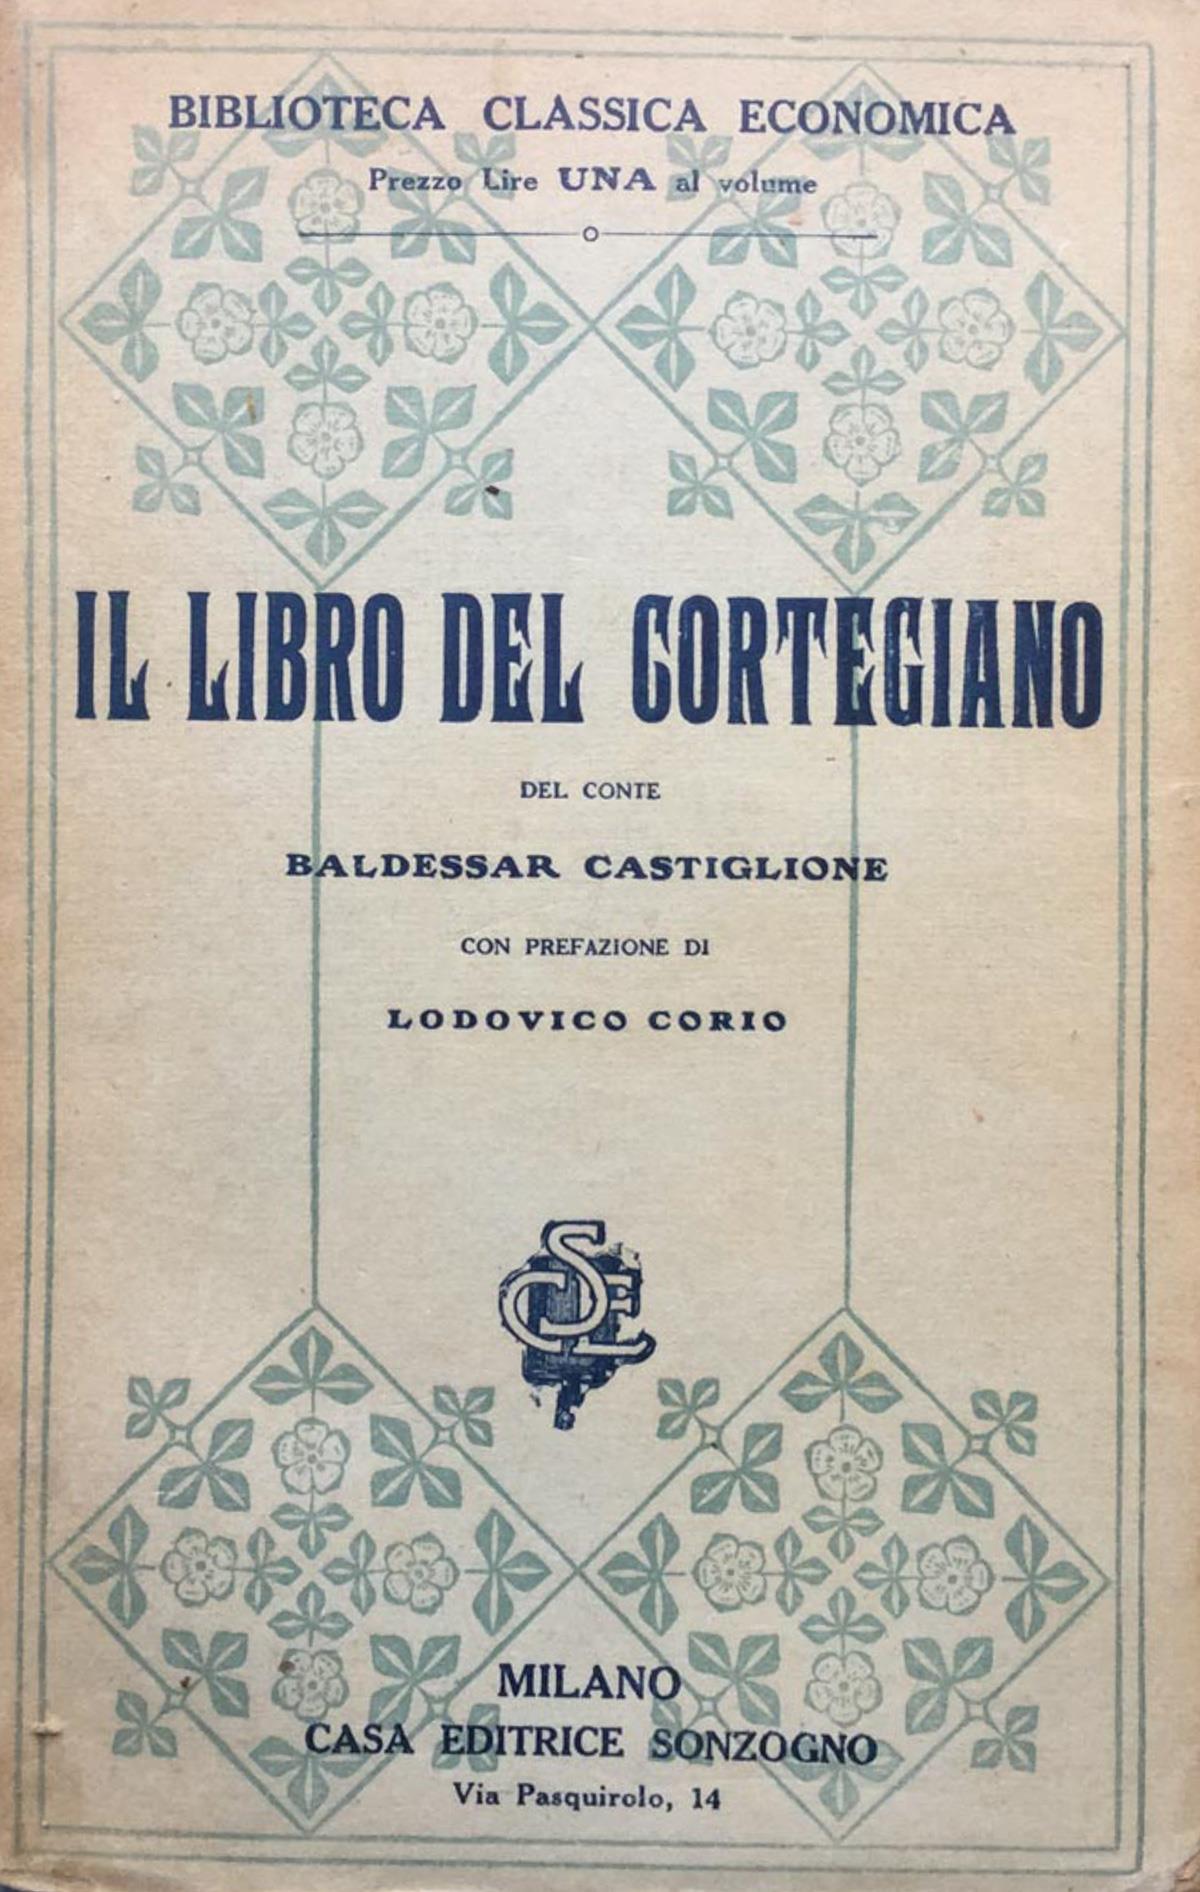 BIBLIOTECA CLASSICA ECONOMICA
Prezzo Lire UNA al volume
IL LIBRO DEL CORTEGIANO
DEL CONTE
BALDESSAR CASTIGLIONE
CON PREFAZIONE DI
LODOVICO CORIO
CSE
MILANO
CASA EDITRICE SONZOGNO
Via Pasquirolo, 14